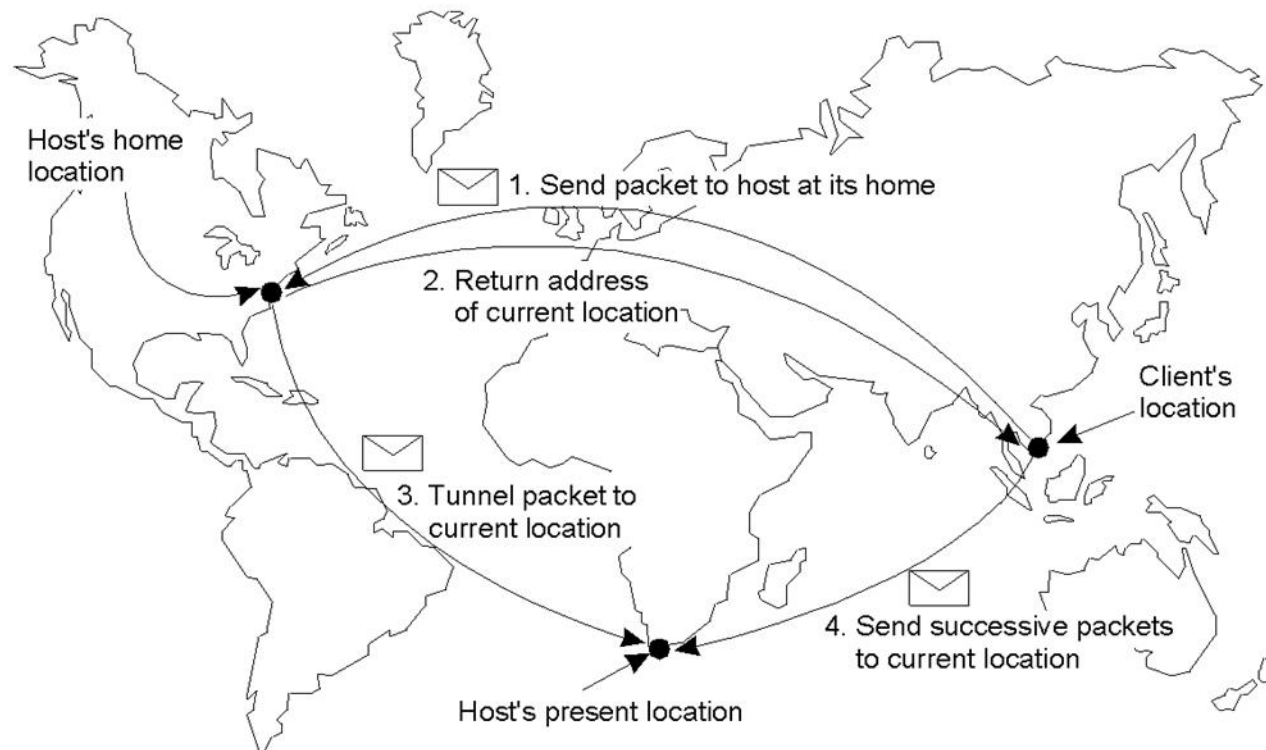 Host's home
location
1. Send packet to host at its home
2. Return address
of current location
Client's
location
3. Tunnel packet to
current location
4. Send successive packets
to current location
Host's present location